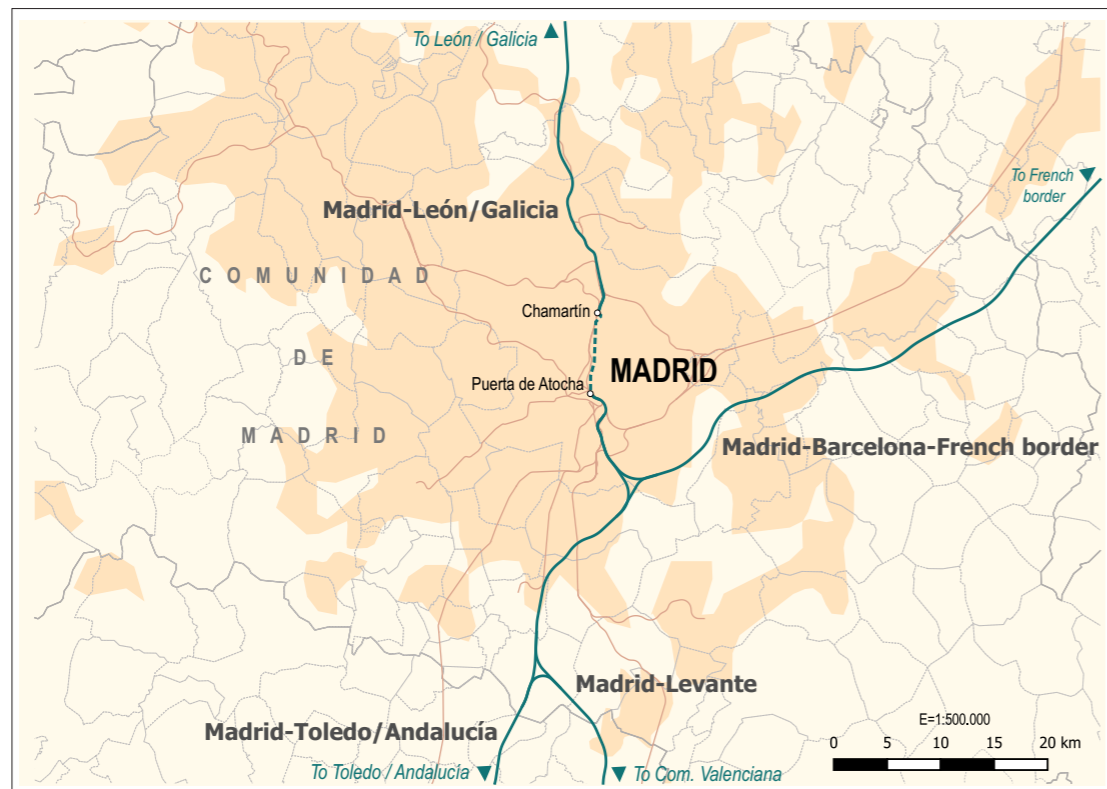 To León / Galicia
To French
border
Madrid-León/Galicia
COMUNIDAD
Chamartín
DE
MADRID
Puerta de Atocha
MADRID
Madrid-Barcelona-French border
Madrid-Levante
Madrid-Toledo/Andalucía
E=1:500.000
0 5 10 15 20 km
To Toledo / Andalucía
To Com. Valenciana